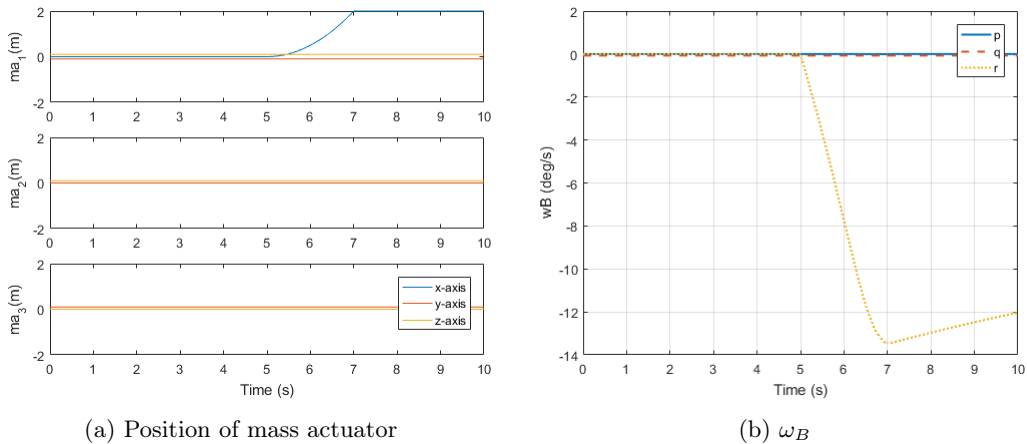 2
0
-2
ma1(m)
0 1 2 3 4 5 6 7 8 9 10
2
0
-2
ma2(m)
0 1 2 3 4 5 6 7 8 9 10
2
0
-2
ma3(m)
x-axis
y-axis
z-axis
0 1 2 3 4 5 6 7 8 9 10
Time (s)
(a) Position of mass actuator
2
0
-2
-4
-6
-8
-10
-12
-14
wB (deg/s)
p
q
r
0 1 2 3 4 5 6 7 8 9 10
Time (s)
(b) ωB